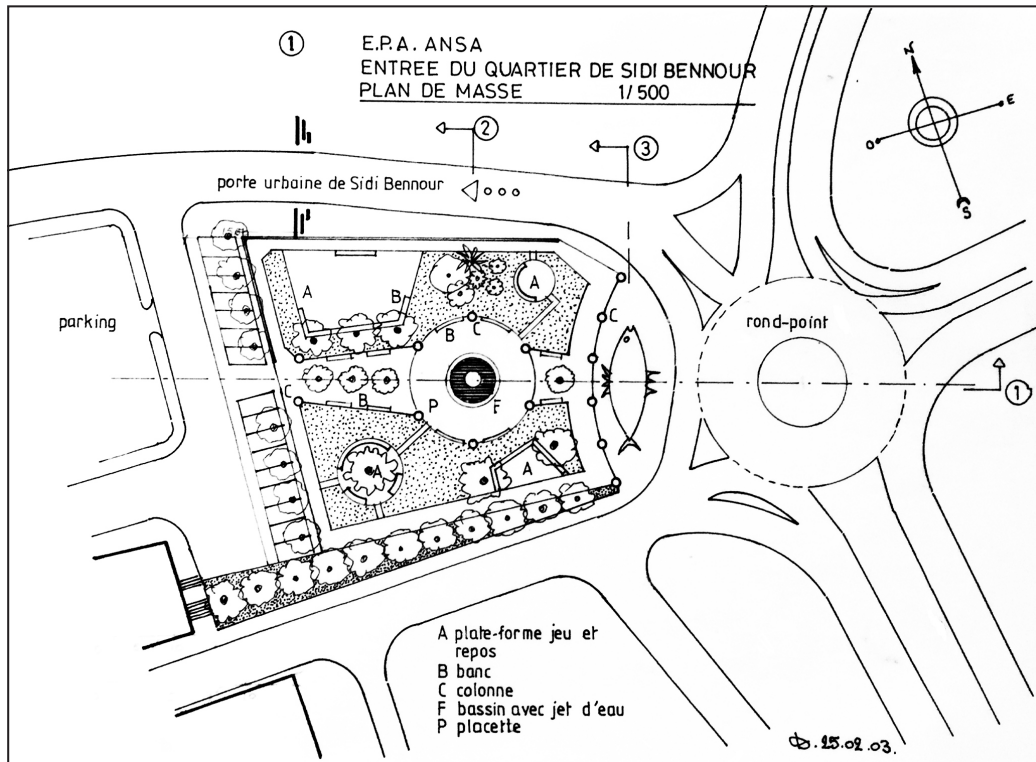 ①
E.P.A. ANSA
ENTREE DU QUARTIER DE SIDI BENNOUR
PLAN DE MASSE 1/500
N
E
O
S
②
③
porte urbaine de Sidi Bennour
parking
rond-point
A
B
A
C
B
C
C
B
P
F
A
A
①
A plate-forme jeu et
repos
B banc
C colonne
F bassin avec jet d'eau
P placette
25.02.03.